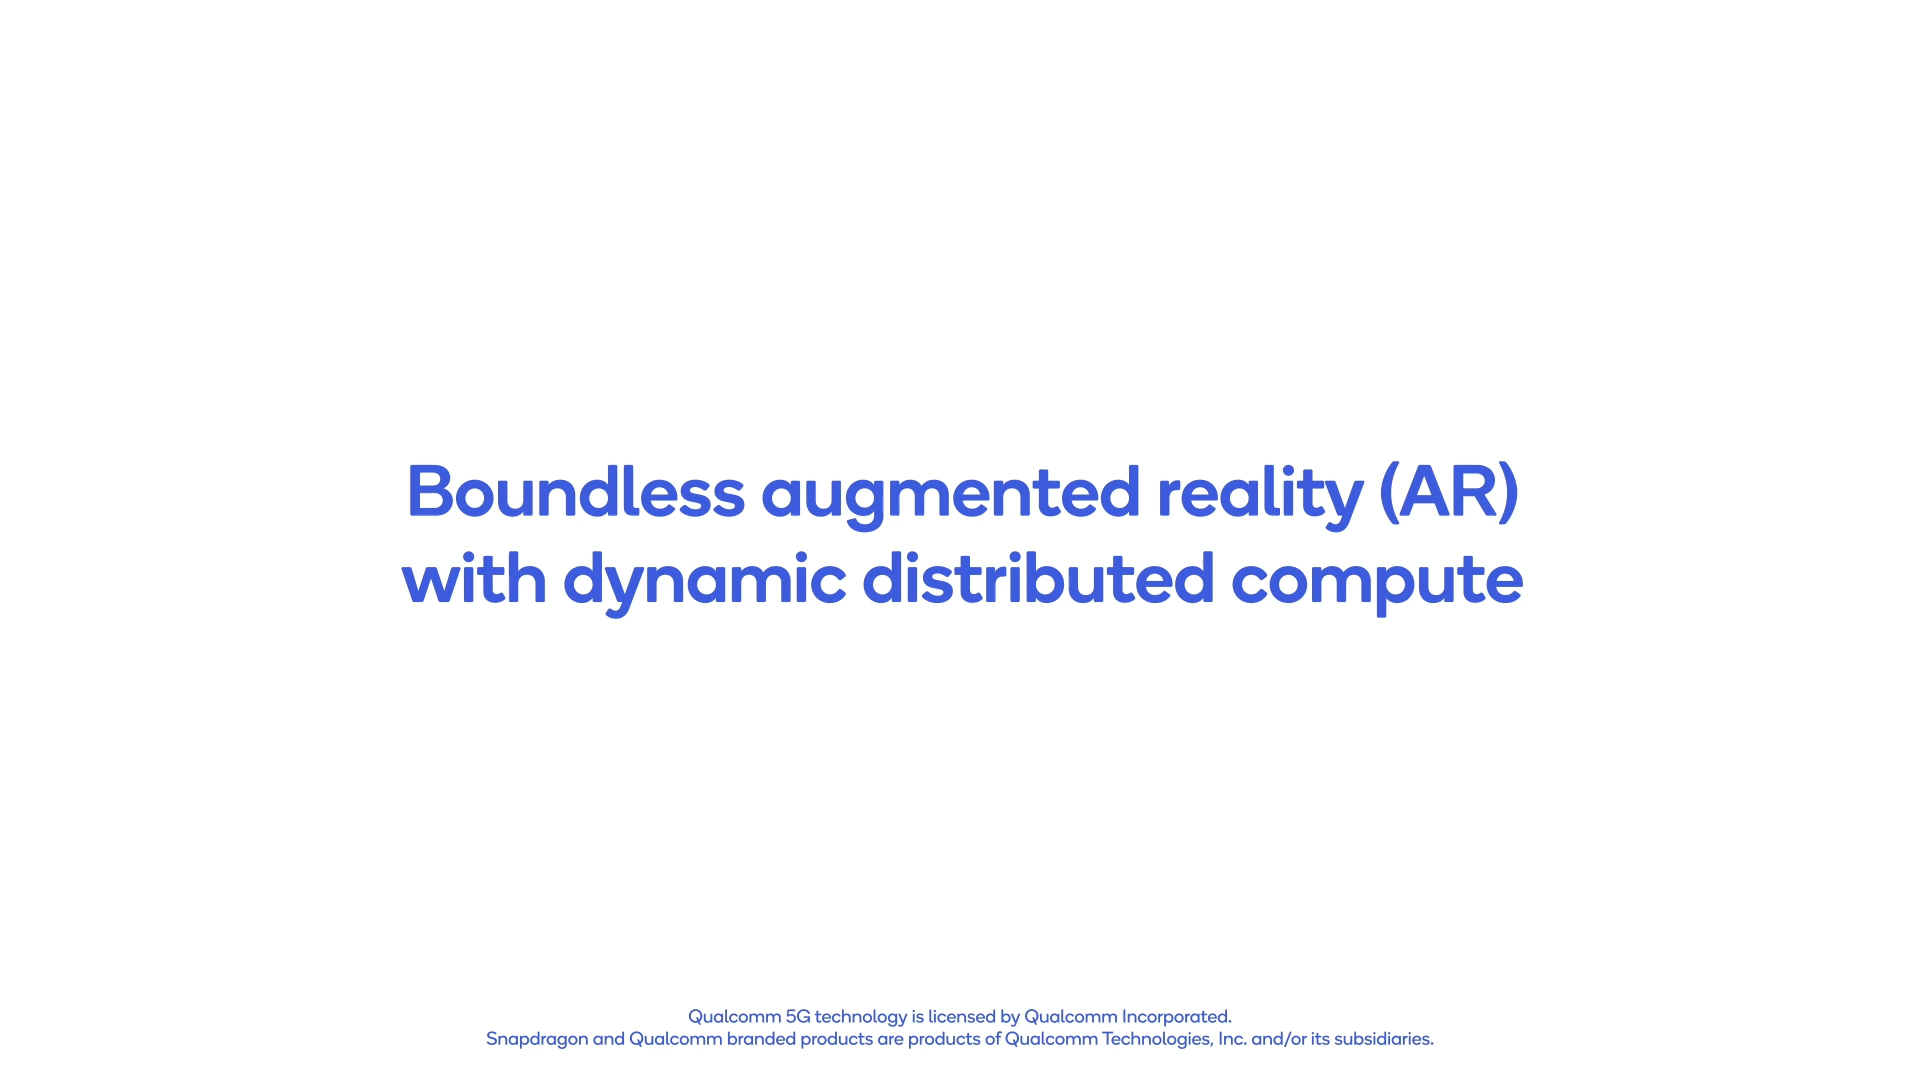 Boundless augmented reality (AR)
with dynamic distributed compute
Qualcomm 5G technology is licensed by Qualcomm Incorporated.
Snapdragon and Qualcomm branded products are products of Qualcomm Technologies, Inc. and/or its subsidiaries.